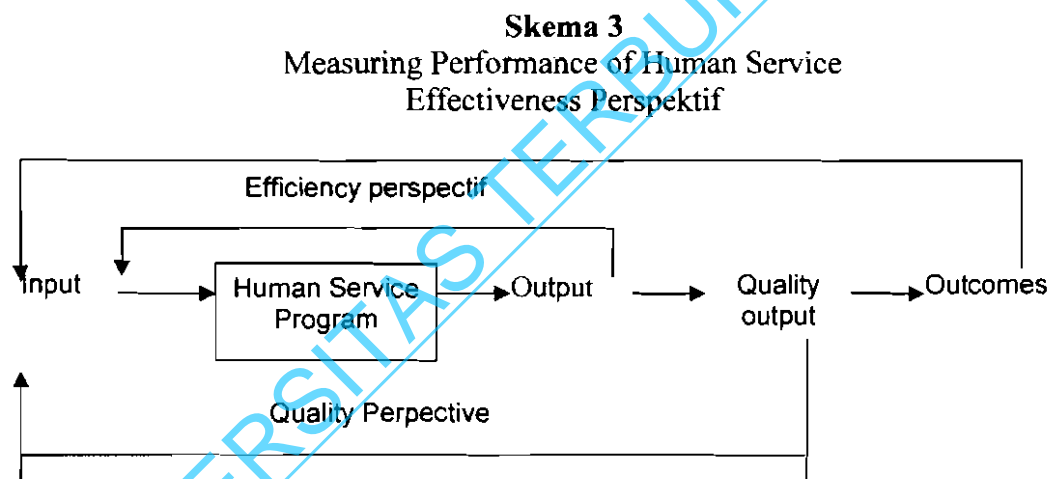 Skema 3
Measuring Performance of Human Service
Effectiveness Perspektif
Efficiency perspectif
Input
Human Service
Program
Output
Quality
output
Outcomes
Quality Perpective